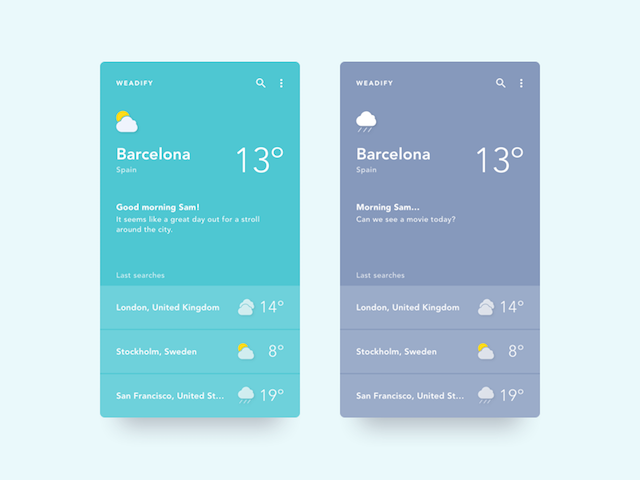 WEADIFY
Barcelona
13°
Spain
Good morning Sam!
It seems like a great day out for a stroll
around the city.
Last searches
London, United Kingdom 14°
Stockholm, Sweden 8°
San Francisco, United St... 19°
WEADIFY
Barcelona
13°
Spain
Morning Sam...
Can we see a movie today?
Last searches
London, United Kingdom 14°
Stockholm, Sweden 8°
San Francisco, United St... 19°